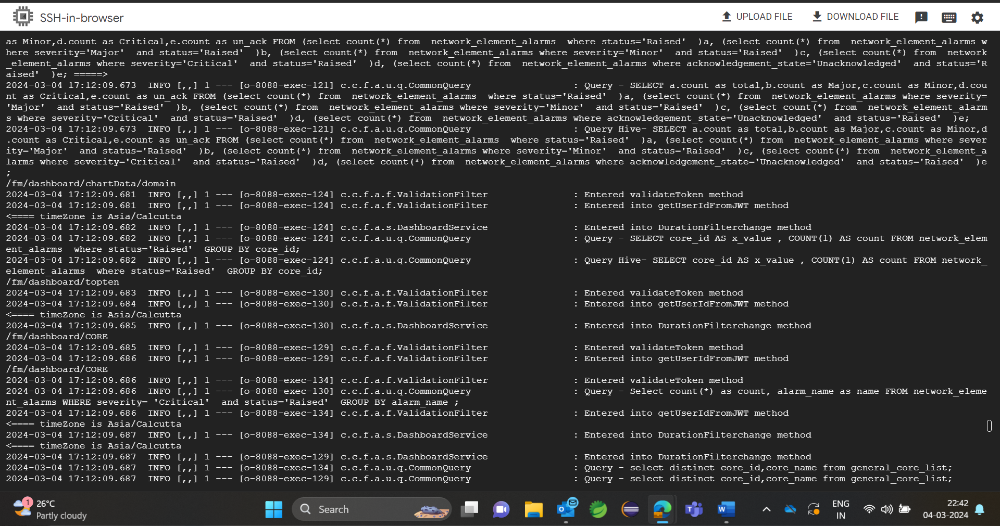 SSH-in-browser
UPLOAD FILE
DOWNLOAD FILE
as Minor,d.count as Critical,e.count as un_ack FROM (select count(*) from  network_element_alarms  where status='Raised'  )a, (select count(*) from  network_element_alarms w
here severity='Major'  and status='Raised'  )b, (select count(*) from  network_element_alarms where severity='Minor'  and status='Raised'  )c, (select count(*) from  network
_element_alarms where severity='Critical'  and status='Raised'  )d, (select count(*) from  network_element_alarms where acknowledgement_state='Unacknowledged'  and status='R
aised'  )e; =====>
2024-03-04 17:12:09.673  INFO [,,] 1 --- [o-8088-exec-121] c.c.f.a.u.q.CommonQuery                  : Query - SELECT a.count as total,b.count as Major,c.count as Minor,d.cou
nt as Critical,e.count as un_ack FROM (select count(*) from  network_element_alarms  where status='Raised'  )a, (select count(*) from  network_element_alarms where severity=
'Major'  and status='Raised'  )b, (select count(*) from  network_element_alarms where severity='Minor'  and status='Raised'  )c, (select count(*) from  network_element_alarm
s where severity='Critical'  and status='Raised'  )d, (select count(*) from  network_element_alarms where acknowledgement_state='Unacknowledged'  and status='Raised'  )e;
2024-03-04 17:12:09.673  INFO [,,] 1 --- [o-8088-exec-121] c.c.f.a.u.q.CommonQuery                  : Query Hive- SELECT a.count as total,b.count as Major,c.count as Minor,d
.count as Critical,e.count as un_ack FROM (select count(*) from  network_element_alarms  where status='Raised'  )a, (select count(*) from  network_element_alarms where sever
ity='Major'  and status='Raised'  )b, (select count(*) from  network_element_alarms where severity='Minor'  and status='Raised'  )c, (select count(*) from  network_element_a
larms where severity='Critical'  and status='Raised'  )d, (select count(*) from  network_element_alarms where acknowledgement_state='Unacknowledged'  and status='Raised'  )e
;
/fm/dashboard/chartData/domain
2024-03-04 17:12:09.681  INFO [,,] 1 --- [o-8088-exec-124] c.c.f.a.f.ValidationFilter               : Entered validateToken method
2024-03-04 17:12:09.681  INFO [,,] 1 --- [o-8088-exec-124] c.c.f.a.f.ValidationFilter               : Entered into getUserIdFromJWT method
<==== timeZone is Asia/Calcutta
2024-03-04 17:12:09.682  INFO [,,] 1 --- [o-8088-exec-124] c.c.f.a.s.DashboardService               : Entered into DurationFilterchange method
2024-03-04 17:12:09.682  INFO [,,] 1 --- [o-8088-exec-124] c.c.f.a.u.q.CommonQuery                  : Query - SELECT core_id AS x_value , COUNT(1) AS count FROM network_elem
ent_alarms  where status='Raised'  GROUP BY core_id;
2024-03-04 17:12:09.682  INFO [,,] 1 --- [o-8088-exec-124] c.c.f.a.u.q.CommonQuery                  : Query Hive- SELECT core_id AS x_value , COUNT(1) AS count FROM network_
element_alarms  where status='Raised'  GROUP BY core_id;
/fm/dashboard/topten
2024-03-04 17:12:09.683  INFO [,,] 1 --- [o-8088-exec-130] c.c.f.a.f.ValidationFilter               : Entered validateToken method
2024-03-04 17:12:09.684  INFO [,,] 1 --- [o-8088-exec-130] c.c.f.a.f.ValidationFilter               : Entered into getUserIdFromJWT method
<==== timeZone is Asia/Calcutta
2024-03-04 17:12:09.685  INFO [,,] 1 --- [o-8088-exec-130] c.c.f.a.s.DashboardService               : Entered into DurationFilterchange method
/fm/dashboard/CORE
2024-03-04 17:12:09.685  INFO [,,] 1 --- [o-8088-exec-129] c.c.f.a.f.ValidationFilter               : Entered validateToken method
2024-03-04 17:12:09.686  INFO [,,] 1 --- [o-8088-exec-129] c.c.f.a.f.ValidationFilter               : Entered into getUserIdFromJWT method
/fm/dashboard/CORE
2024-03-04 17:12:09.686  INFO [,,] 1 --- [o-8088-exec-134] c.c.f.a.f.ValidationFilter               : Entered validateToken method
2024-03-04 17:12:09.686  INFO [,,] 1 --- [o-8088-exec-130] c.c.f.a.u.q.CommonQuery                  : Query - Select count(*) as count, alarm_name as name FROM network_eleme
nt_alarms WHERE severity= 'Critical'  and status='Raised'  GROUP BY alarm_name ;
2024-03-04 17:12:09.686  INFO [,,] 1 --- [o-8088-exec-134] c.c.f.a.f.ValidationFilter               : Entered into getUserIdFromJWT method
<==== timeZone is Asia/Calcutta
2024-03-04 17:12:09.687  INFO [,,] 1 --- [o-8088-exec-134] c.c.f.a.s.DashboardService               : Entered into DurationFilterchange method
<==== timeZone is Asia/Calcutta
2024-03-04 17:12:09.687  INFO [,,] 1 --- [o-8088-exec-129] c.c.f.a.s.DashboardService               : Entered into DurationFilterchange method
2024-03-04 17:12:09.687  INFO [,,] 1 --- [o-8088-exec-134] c.c.f.a.u.q.CommonQuery                  : Query - select distinct core_id,core_name from general_core_list;
2024-03-04 17:12:09.687  INFO [,,] 1 --- [o-8088-exec-129] c.c.f.a.u.q.CommonQuery                  : Query - select distinct core_id,core_name from general_core_list;
1
26°C
Partly cloudy
Search
ENG
IN
22:42
04-03-2024